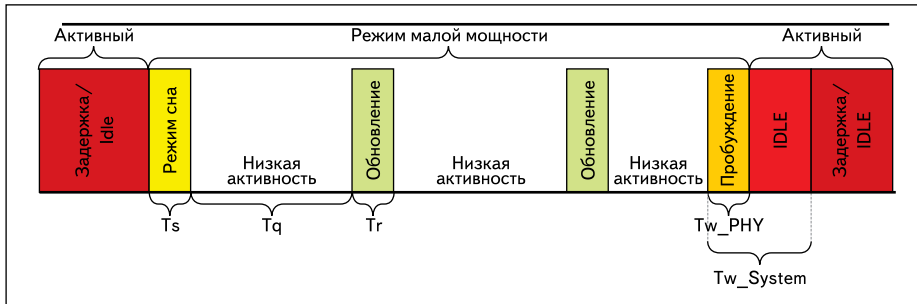 Активный
Режим малой мощности
Активный
Задержка/
Idle
Режим сна
Низкая
активность
Обновление
Низкая
активность
Обновление
Низкая
активность
Пробуждение
IDLE
Задержка/
IDLE
Ts
Tq
Tr
Tw_PHY
Tw_System